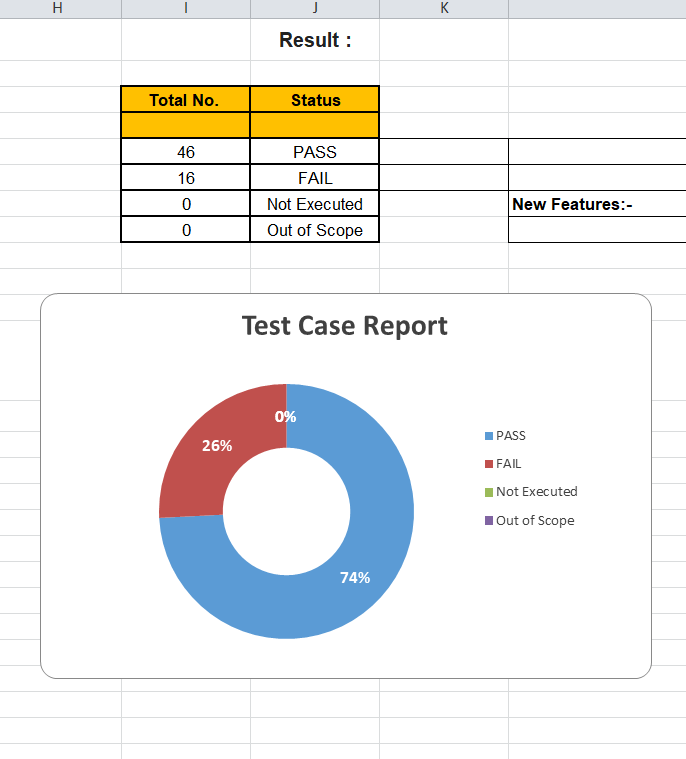 H I J K
Result :
Total No. Status
46 PASS
16 FAIL
0 Not Executed New Features:-
0 Out of Scope
Test Case Report
0%
26%
74%
PASS
FAIL
Not Executed
Out of Scope